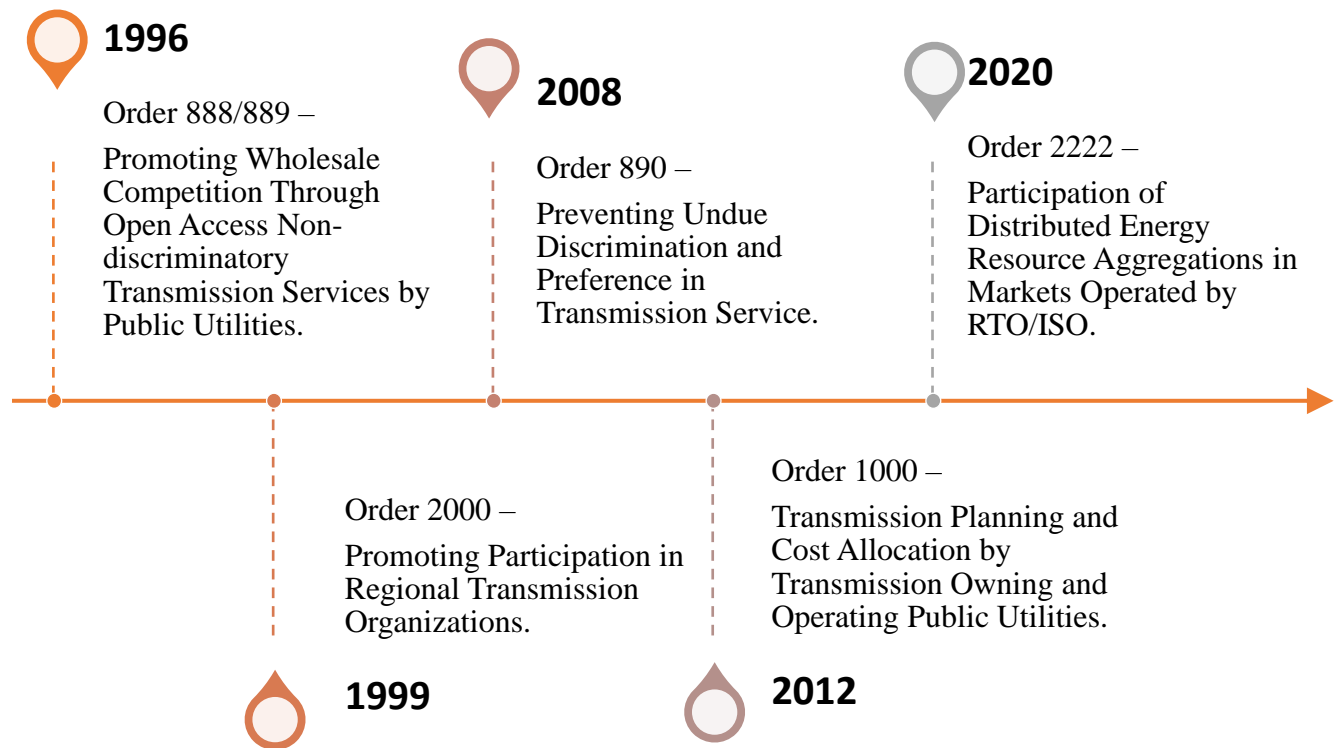 1996
Order 888/889 –
Promoting Wholesale
Competition Through
Open Access Non-
discriminatory
Transmission Services by
Public Utilities.
2008
Order 890 –
Preventing Undue
Discrimination and
Preference in
Transmission Service.
2020
Order 2222 –
Participation of
Distributed Energy
Resource Aggregations in
Markets Operated by
RTO/ISO.
Order 2000 –
Promoting Participation in
Regional Transmission
Organizations.
1999
Order 1000 –
Transmission Planning and
Cost Allocation by
Transmission Owning and
Operating Public Utilities.
2012